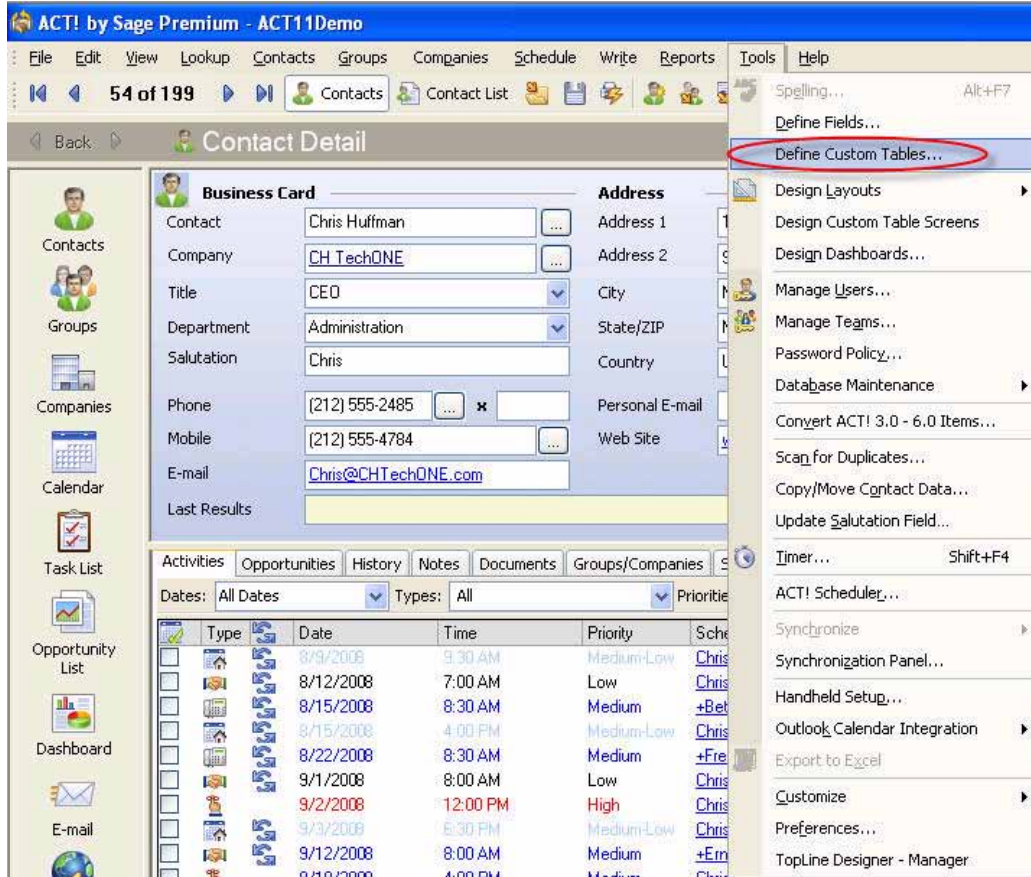 ACT! by Sage Premium - ACT11Demo
File Edit View Lookup Contacts Groups Companies Schedule Write Reports Tools Help
54 of 199 Contacts Contact List
Back Contact Detail
Contacts
Groups
Companies
Calendar
Task List
Opportunity
List
Dashboard
E-mail
Business Card Address
Contact Chris Huffman ... Address 1
Company CH TechONE ... Address 2
Title CEO City
Department Administration State/ZIP
Salutation Chris Country
Phone (212) 555-2485 ... x Personal E-mail
Mobile (212) 555-4784 ... Web Site
E-mail Chris@CHTechONE.com
Last Results
Activities Opportunities History Notes Documents Groups/Companies
Dates: All Dates Types: All
Type Date Time Priority
8/9/2008 9:30 AM Medium-Low Chris
8/12/2008 7:00 AM Low Chris
8/15/2008 8:30 AM Medium +Bet
8/15/2008 4:00 PM Medium-Low Chris
8/22/2008 8:30 AM Medium +Fre
9/1/2008 8:00 AM Low Chris
9/2/2008 12:00 PM High Chris
9/3/2008 6:30 PM Medium-Low Chris
9/12/2008 8:00 AM Medium +Ern
Spelling... Alt+F7
Define Fields...
Define Custom Tables...
Design Layouts
Design Custom Table Screens
Design Dashboards...
Manage Users...
Manage Teams...
Password Policy...
Database Maintenance
Convert ACT! 3.0 - 6.0 Items...
Scan for Duplicates...
Copy/Move Contact Data...
Update Salutation Field...
Timer... Shift+F4
ACT! Scheduler...
Synchronize
Synchronization Panel...
Handheld Setup...
Outlook Calendar Integration
Export to Excel
Customize
Preferences...
TopLine Designer - Manager